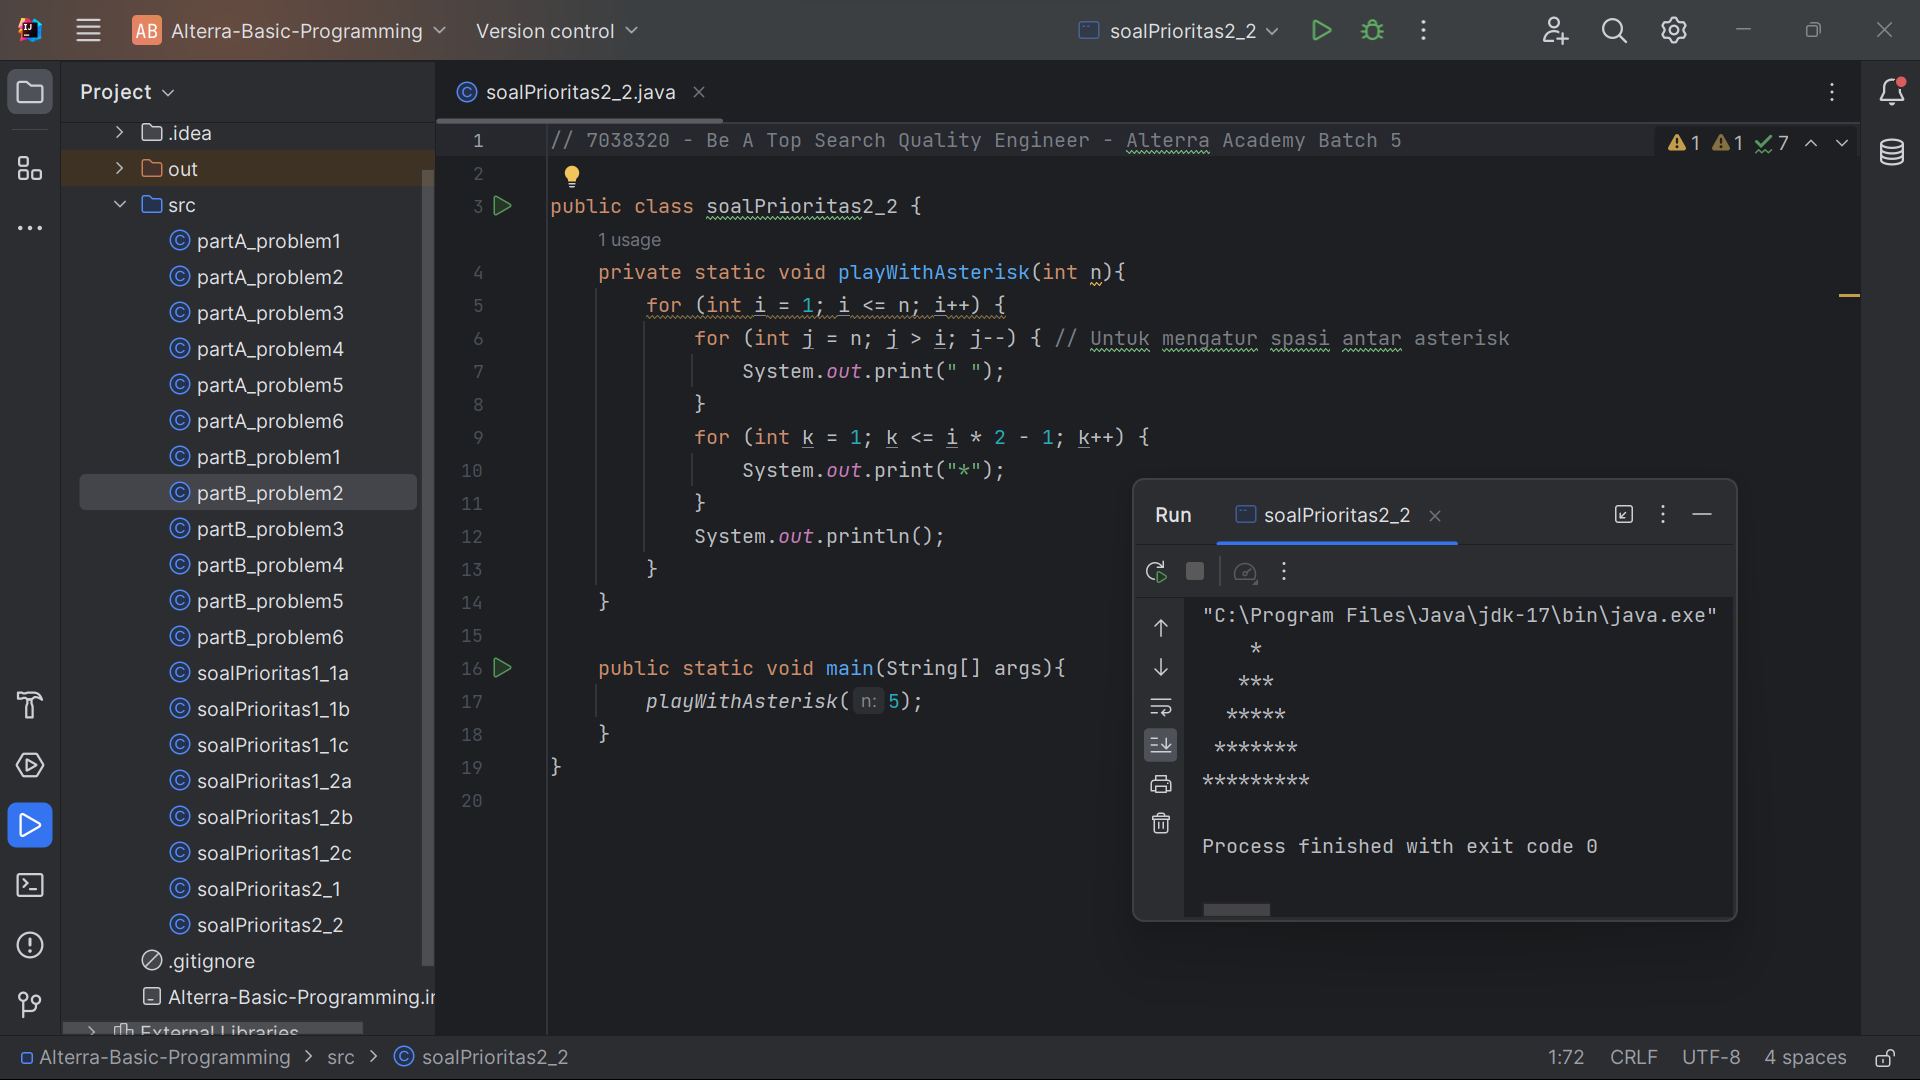 AB Alterra-Basic-Programming Version control soalPrioritas2_2
Project
.idea
out
src
partA_problem1
partA_problem2
partA_problem3
partA_problem4
partA_problem5
partA_problem6
partB_problem1
partB_problem2
partB_problem3
partB_problem4
partB_problem5
partB_problem6
soalPrioritas1_1a
soalPrioritas1_1b
soalPrioritas1_1c
soalPrioritas1_2a
soalPrioritas1_2b
soalPrioritas1_2c
soalPrioritas2_1
soalPrioritas2_2
.gitignore
Alterra-Basic-Programming.i
External Libraries
soalPrioritas2_2.java
1 // 7038320 - Be A Top Search Quality Engineer - Alterra Academy Batch 5
1 1 7
2
3 public class soalPrioritas2_2 {
1 usage
4 private static void playWithAsterisk(int n){
5 for (int i = 1; i <= n; i++) {
6 for (int j = n; j > i; j--) { // Untuk mengatur spasi antar asterisk
7 System.out.print(" ");
8 }
9 for (int k = 1; k <= i * 2 - 1; k++) {
10 System.out.print("*");
11 }
12 System.out.println();
13 }
14 }
15
16 public static void main(String[] args){
17 playWithAsterisk( n: 5);
18 }
19 }
20
Run soalPrioritas2_2
"C:\Program Files\Java\jdk-17\bin\java.exe"
    *
   ***
  *****
 *******
*********
Process finished with exit code 0
Alterra-Basic-Programming > src > soalPrioritas2_2
1:72 CRLF UTF-8 4 spaces